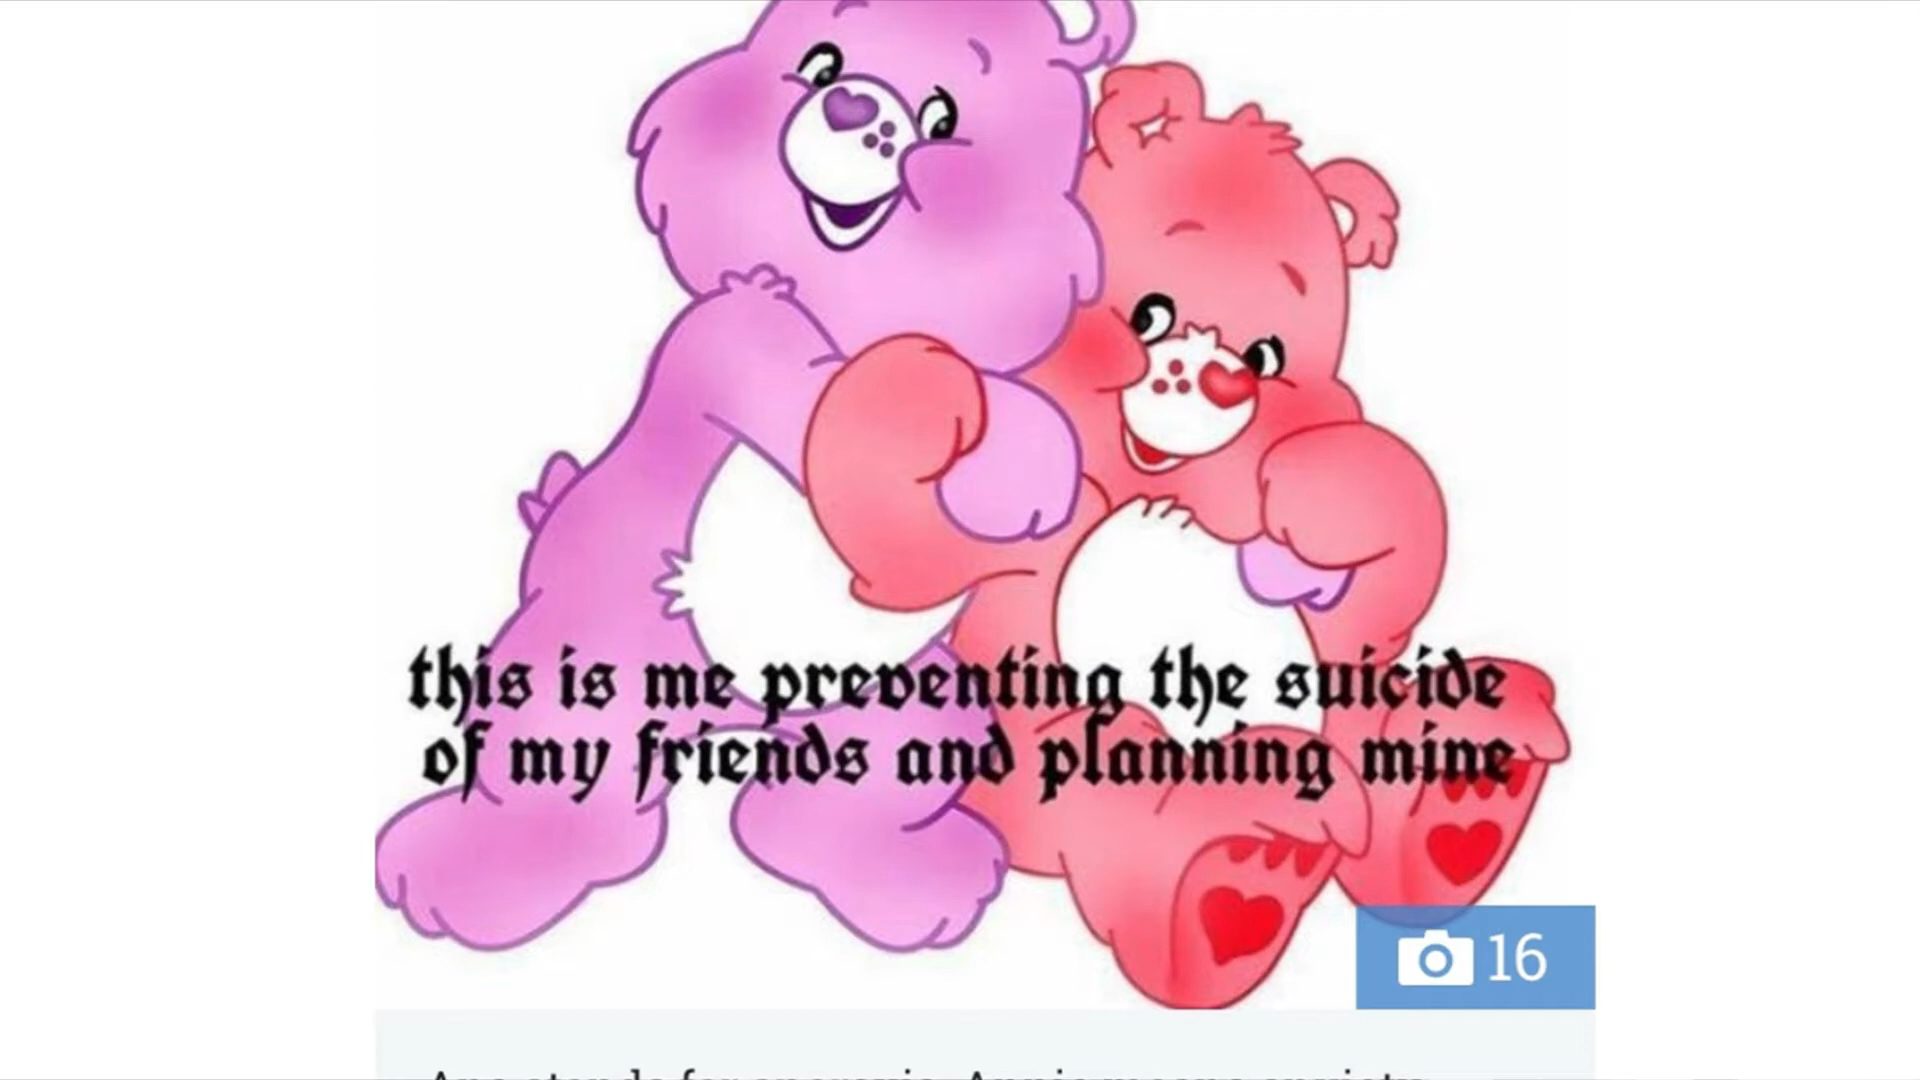 this is me preventing the suicide
of my friends and planning mine
16